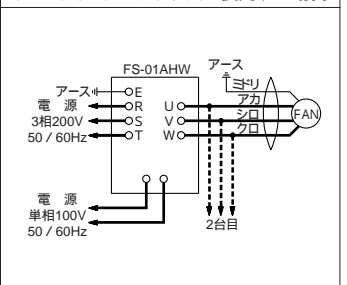 FS-01AHW
アース
E
電 源
3相200V
50 / 60Hz
R
S
T
U
V
W
アース
ミドリ
アカ
シロ
クロ
FAN
2台目
電 源
単相100V
50 / 60Hz